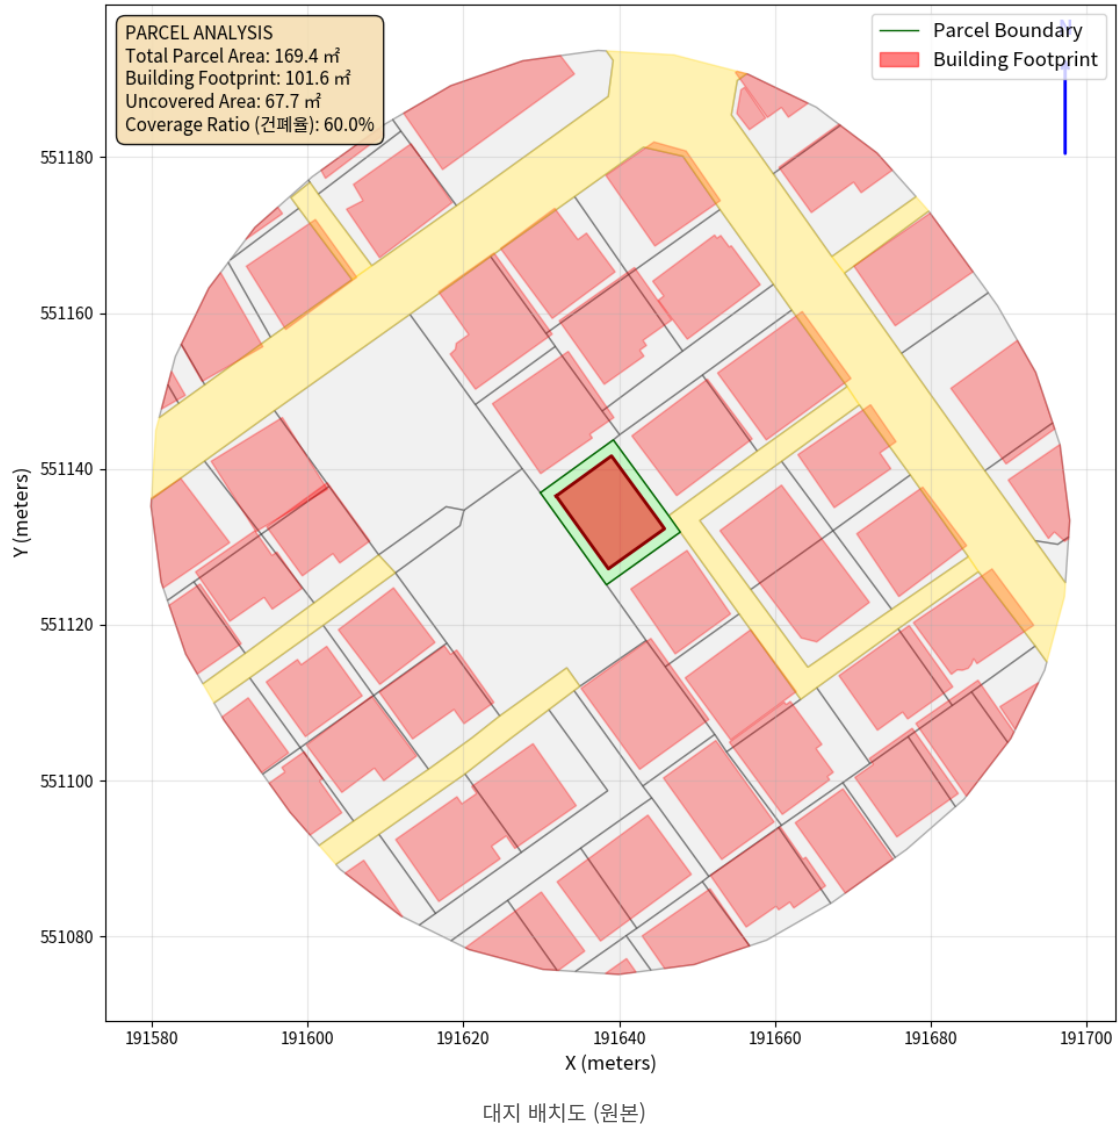 PARCEL ANALYSIS
Total Parcel Area: 169.4 ㎡
Building Footprint: 101.6 ㎡
Uncovered Area: 67.7 ㎡
Coverage Ratio (건폐율): 60.0%
N
Parcel Boundary
Building Footprint
551180
551160
551140
551120
551100
551080
Y (meters)
191580
191600
191620
191640
191660
191680
191700
X (meters)
대지 배치도 (원본)